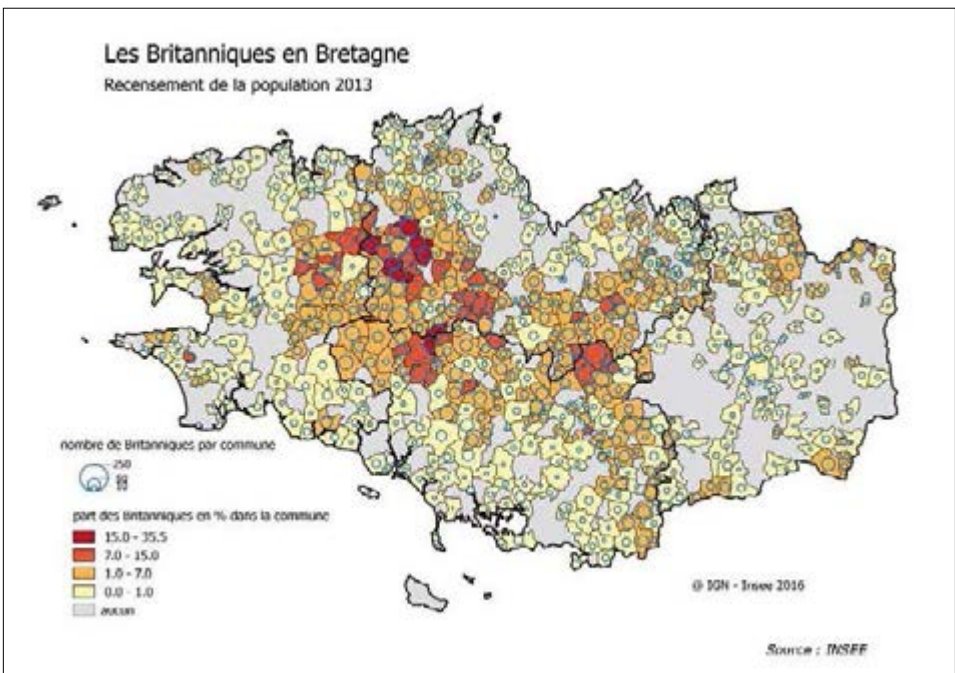 Les Britanniques en Bretagne
Recensement de la population 2013
nombre de Britanniques par commune
250
part des Britanniques en % dans la commune
15.0 - 35.5
7.0 - 15.0
1.0 - 7.0
0.0 - 1.0
aucun
@ IGN - Insee 2016
Source : INSEE